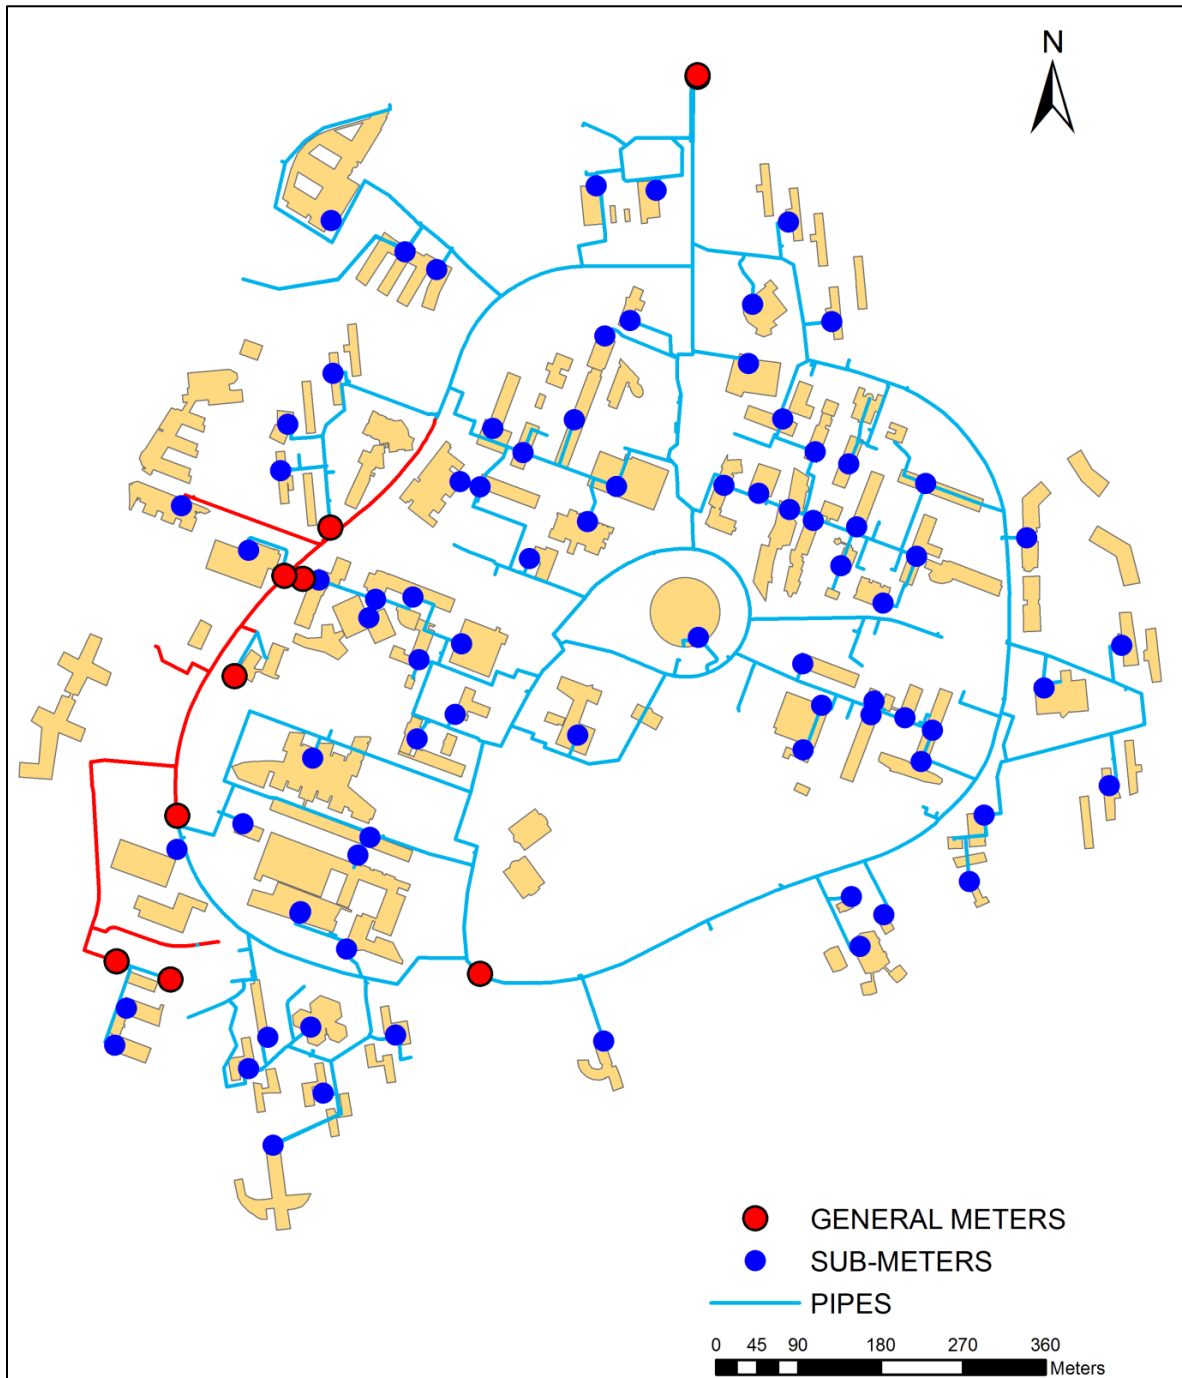 N
GENERAL METERS
SUB-METERS
PIPES
0 45 90 180 270 360
Meters